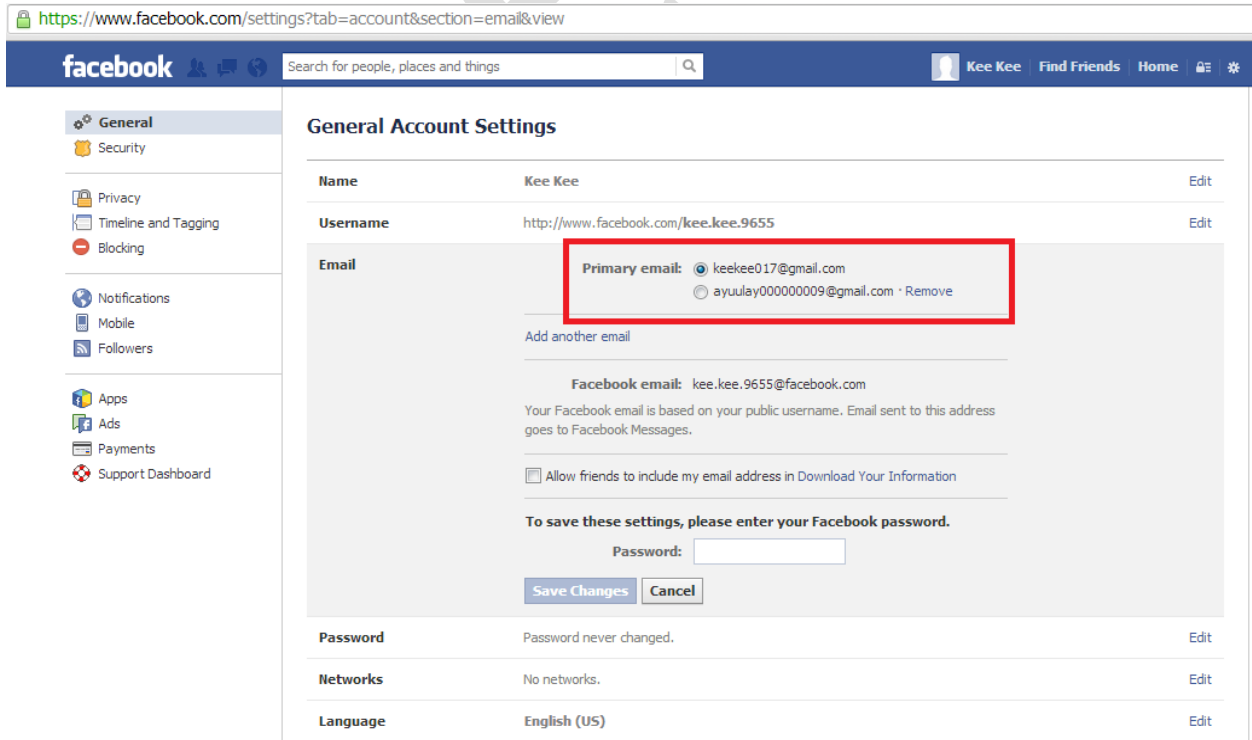 https://www.facebook.com/settings?tab=account&section=email&view
facebook
Search for people, places and things
Kee Kee
Find Friends
Home
General
Security
Privacy
Timeline and Tagging
Blocking
Notifications
Mobile
Followers
Apps
Ads
Payments
Support Dashboard
General Account Settings
Name Kee Kee Edit
Username http://www.facebook.com/kee.kee.9655 Edit
Email
Primary email: keekee017@gmail.com
ayuulay000000009@gmail.com · Remove
Add another email
Facebook email: kee.kee.9655@facebook.com
Your Facebook email is based on your public username. Email sent to this address
goes to Facebook Messages.
Allow friends to include my email address in Download Your Information
To save these settings, please enter your Facebook password.
Password:
Save Changes Cancel
Password Password never changed. Edit
Networks No networks. Edit
Language English (US) Edit